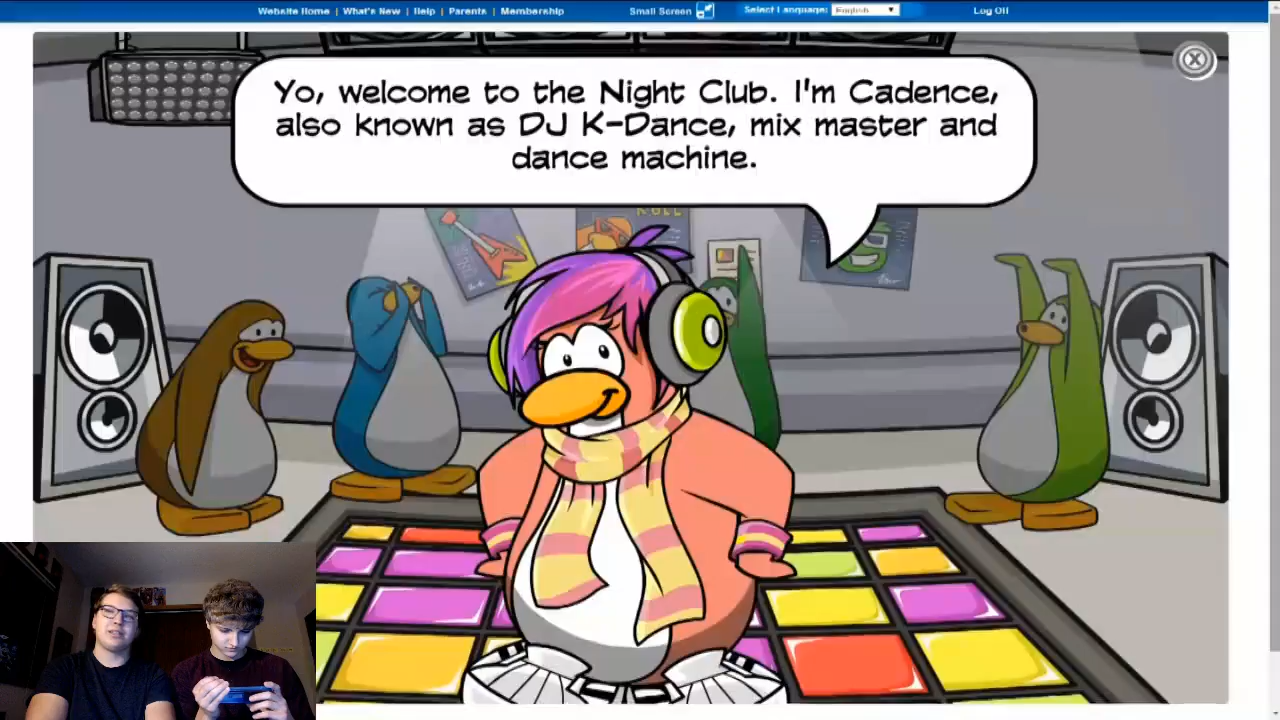 Website Home | What's New | Help | Parents | Membership Small Screen Select Language: English Log Off
Yo, welcome to the Night Club. I'm Cadence,
also known as DJ K-Dance, mix master and
dance machine.